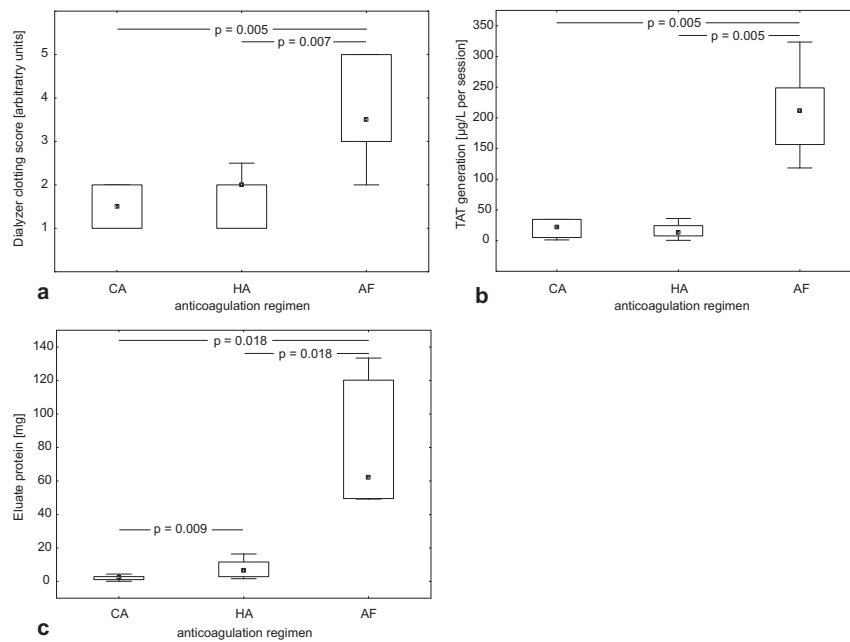 Dialyzer clotting score [arbitratry units]
5
4
3
2
1
p = 0.005
p = 0.007
CA HA AF
anticoagulation regimen
a
TAT generation [µg/L per session]
350
300
250
200
150
100
50
0
p = 0.005
p = 0.005
CA HA AF
anticoagulation regimen
b
Eluate protein [mg]
140
120
100
80
60
40
20
0
p = 0.018
p = 0.018
p = 0.009
CA HA AF
anticoagulation regimen
c